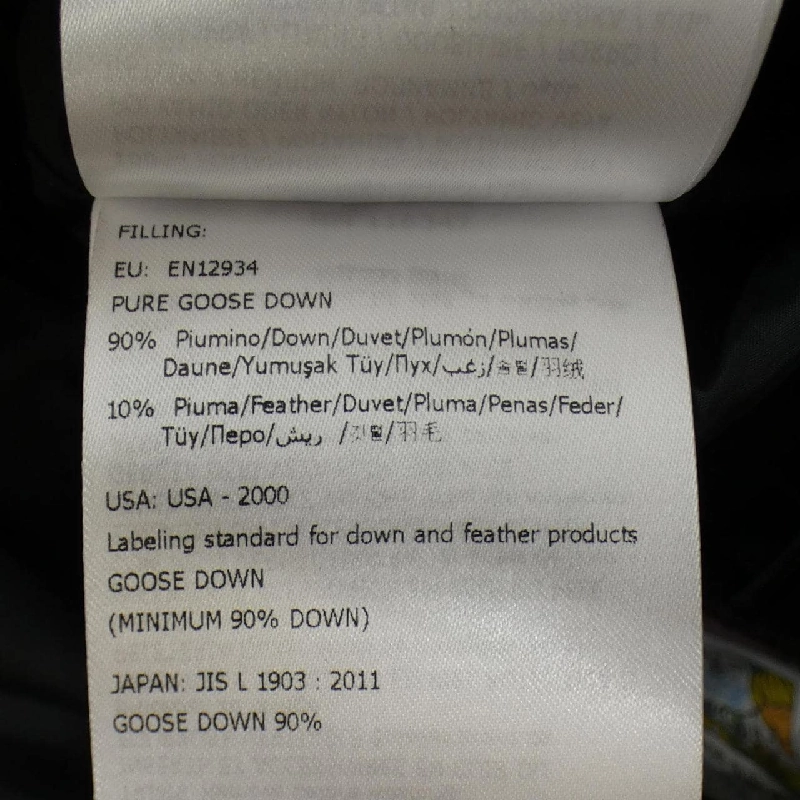 FILLING:
EU: EN12934
PURE GOOSE DOWN
90% Piumino/Down/Duvet/Plumón/Plumas/
Daune/Yumuşak Tüy/Пух/زغب/솜털/羽绒
10% Piuma/Feather/Duvet/Pluma/Penas/Feder/
Tüy/Перо/ريش /깃털/羽毛
USA: USA - 2000
Labeling standard for down and feather products
GOOSE DOWN
(MINIMUM 90% DOWN)
JAPAN: JIS L 1903 : 2011
GOOSE DOWN 90%